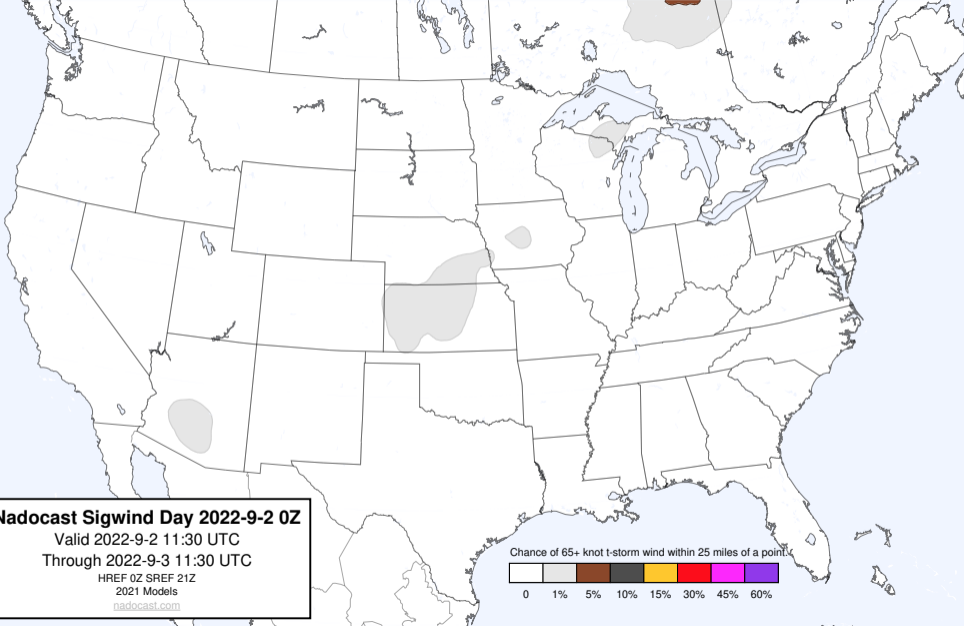 Nadocast Sigwind Day 2022-9-2 0Z
Valid 2022-9-2 11:30 UTC
Through 2022-9-3 11:30 UTC
HREF 0Z SREF 21Z
2021 Models
nadocast.com
Chance of 65+ knot t-storm wind within 25 miles of a point.
0 1% 5% 10% 15% 30% 45% 60%